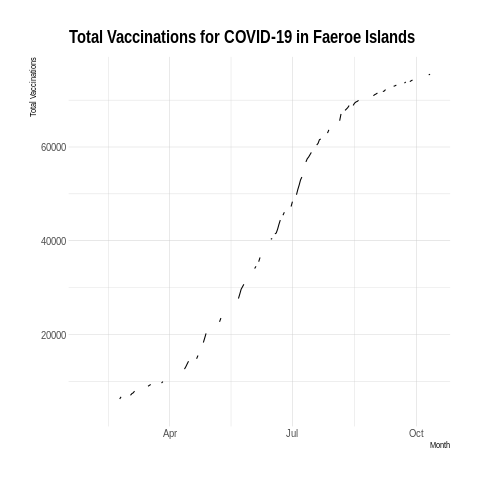 Total Vaccinations for COVID-19 in Faeroe Islands
Total Vaccinations
60000
40000
20000
Apr Jul Oct
Month